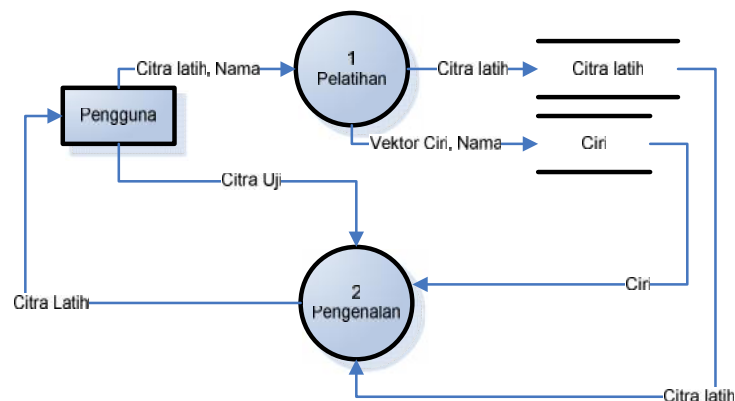 1
Pelatihan
Citra latih, Nama
Citra latih
Citra latih
Pengguna
Vektor Ciri, Nama
Ciri
Citra Uji
2
Pengenalan
Ciri
Citra Latih
Citra latih